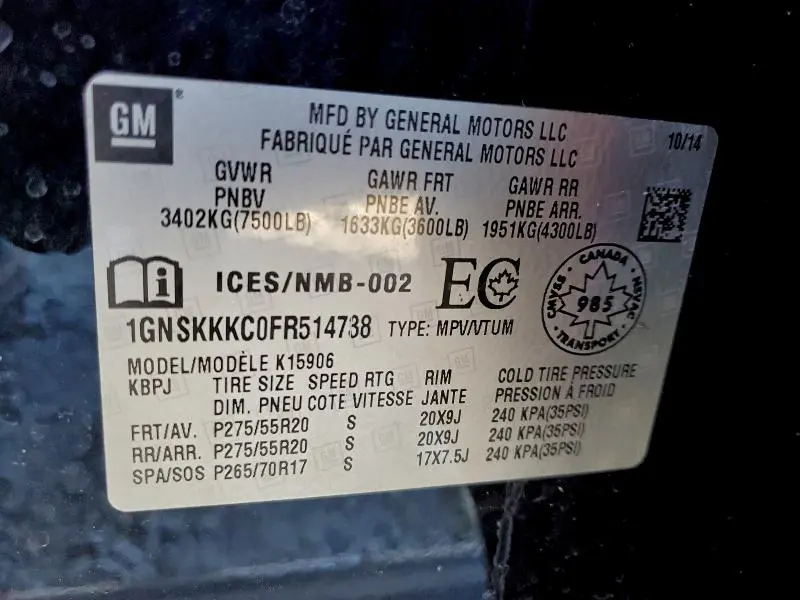 GM
MFD BY GENERAL MOTORS LLC
FABRIQUÉ PAR GENERAL MOTORS LLC
10/14
GVWR GAWR FRT GAWR RR
PNBV PNBE AV. PNBE ARR.
3402KG(7500LB) 1633KG(3600LB) 1951KG(4300LB)
ICES/NMB-002 EC
CANADA
CMVSS 985 NSVAC
TRANSPORT
1GNSKKKC0FR514738 TYPE: MPV/VTUM
MODEL/MODÈLE K15906
KBPJ TIRE SIZE SPEED RTG RIM COLD TIRE PRESSURE
DIM. PNEU COTE VITESSE JANTE PRESSION À FROID
FRT/AV. P275/55R20 S 20X9J 240 KPA(35PSI)
RR/ARR. P275/55R20 S 20X9J 240 KPA(35PSI)
SPA/SOS P265/70R17 S 17X7.5J 240 KPA(35PSI)